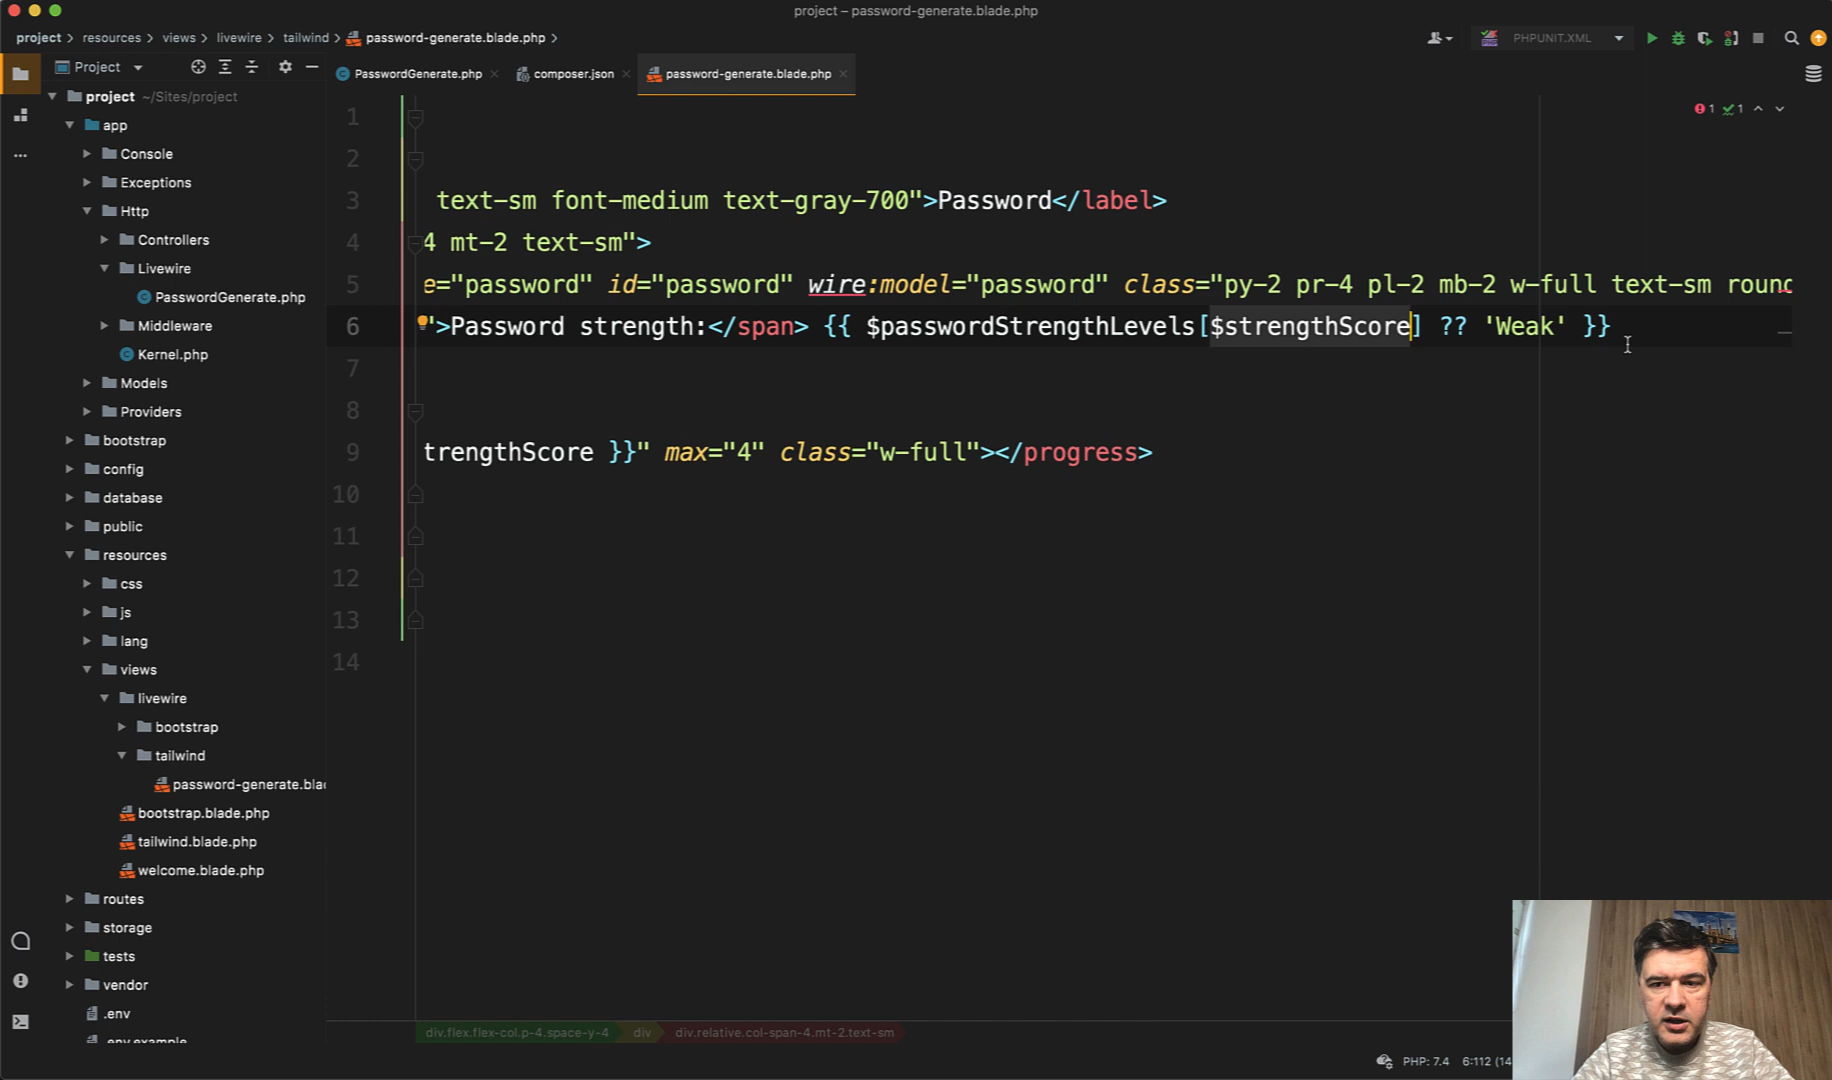 project – password-generate.blade.php
project > resources > views > livewire > tailwind > password-generate.blade.php >
PHPUNIT.XML
Project
PasswordGenerate.php
composer.json
password-generate.blade.php
project ~/Sites/project
app
Console
Exceptions
Http
Controllers
Livewire
PasswordGenerate.php
Middleware
Kernel.php
Models
Providers
bootstrap
config
database
public
resources
css
js
lang
views
livewire
bootstrap
tailwind
password-generate.bla
bootstrap.blade.php
tailwind.blade.php
welcome.blade.php
routes
storage
tests
vendor
.env
.env.example
1 1
1
2
3 text-sm font-medium text-gray-700">Password</label>
4 4 mt-2 text-sm">
5 e="password" id="password" wire:model="password" class="py-2 pr-4 pl-2 mb-2 w-full text-sm roun
6 ">Password strength:</span> {{ $passwordStrengthLevels[$strengthScore] ?? 'Weak' }}
7
8
9 trengthScore }}" max="4" class="w-full"></progress>
10
11
12
13
14
div.flex.flex-col.p-4.space-y-4 div div.relative.col-span-4.mt-2.text-sm
PHP: 7.4 6:112 (14